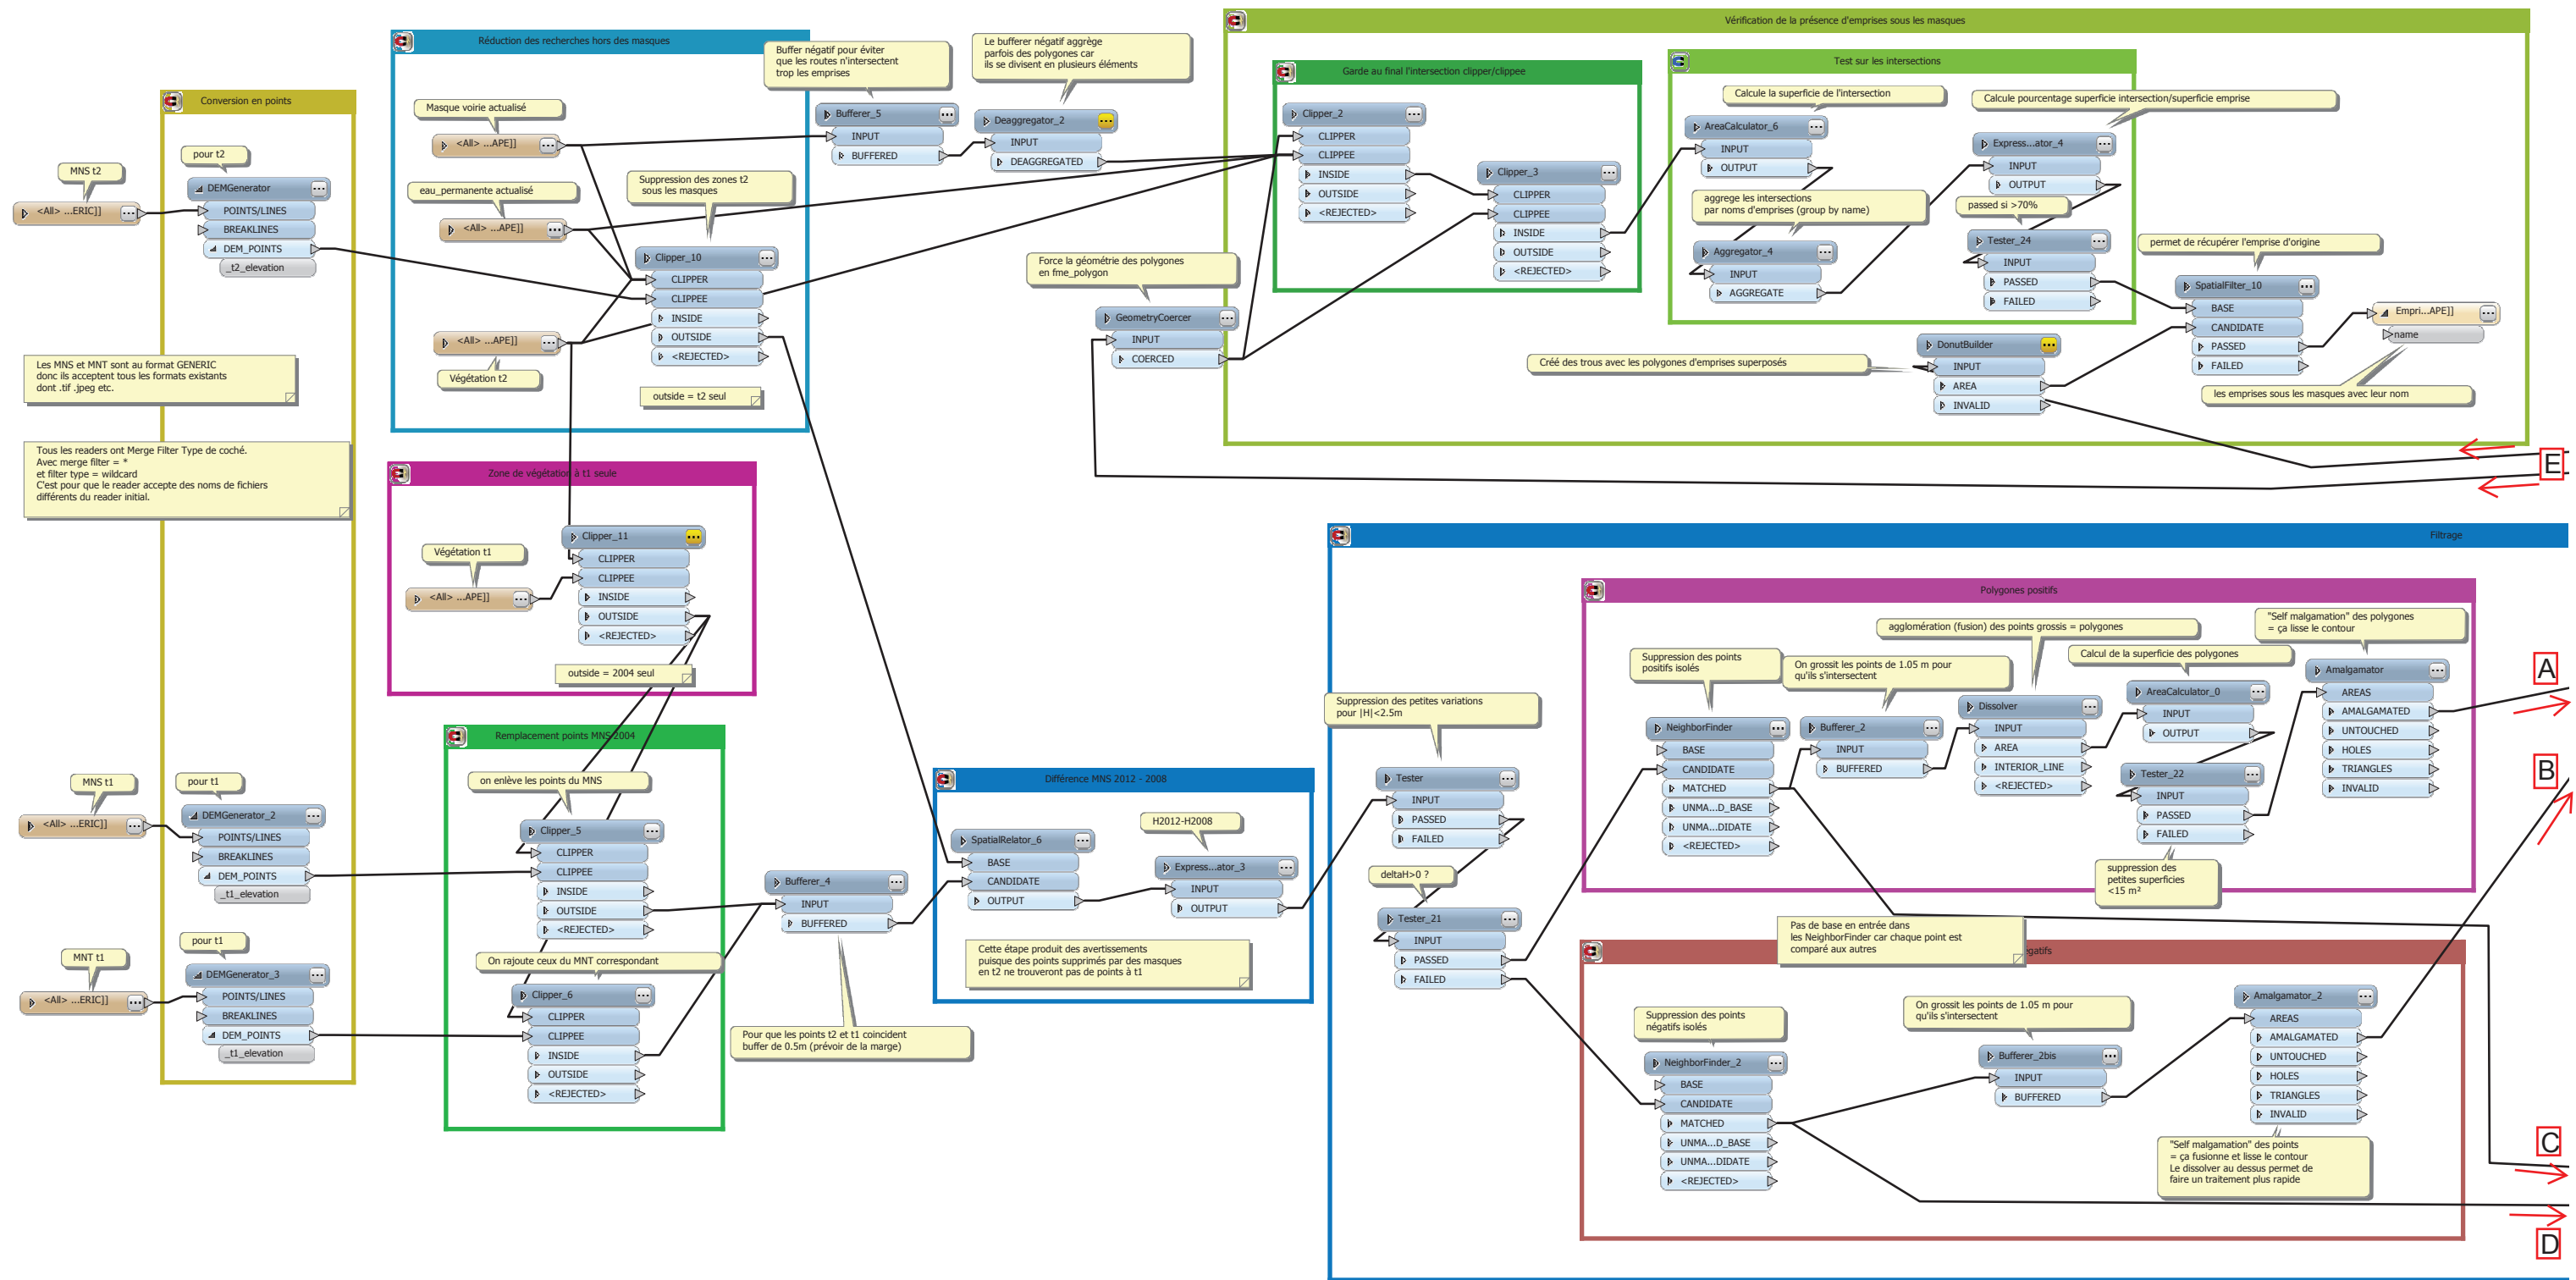 Conversion en points
MNS t2
<All> ...ERIC]]
pour t2
DEMGenerator
POINTS/LINES
BREAKLINES
DEM_POINTS
_t2_elevation
Les MNS et MNT sont au format GENERIC
donc ils acceptent tous les formats existants
dont .tif .jpeg etc.
Tous les readers ont Merge Filter Type de coché.
Avec merge filter = *
et filter type = wildcard
C'est pour que le reader accepte des noms de fichiers
différents du reader initial.
MNS t1
<All> ...ERIC]]
pour t1
DEMGenerator_2
POINTS/LINES
BREAKLINES
DEM_POINTS
_t1_elevation
MNT t1
<All> ...ERIC]]
pour t1
DEMGenerator_3
POINTS/LINES
BREAKLINES
DEM_POINTS
_t1_elevation
Réduction des recherches hors des masques
Masque voirie actualisé
<All> ...APE]]
eau_permanente actualisé
<All> ...APE]]
<All> ...APE]]
Végétation t2
Suppression des zones t2
sous les masques
Clipper_10
CLIPPER
CLIPPEE
INSIDE
OUTSIDE
<REJECTED>
outside = t2 seul
Buffer négatif pour éviter
que les routes n'intersectent
trop les emprises
Bufferer_5
INPUT
BUFFERED
Le bufferer négatif aggrège
parfois des polygones car
ils se divisent en plusieurs éléments
Deaggregator_2
INPUT
DEAGGREGATED
Zone de végétation à t1 seule
Végétation t1
<All> ...APE]]
Clipper_11
CLIPPER
CLIPPEE
INSIDE
OUTSIDE
<REJECTED>
outside = 2004 seul
Remplacement points MNS 2004
on enlève les points du MNS
Clipper_5
CLIPPER
CLIPPEE
INSIDE
OUTSIDE
<REJECTED>
On rajoute ceux du MNT correspondant
Clipper_6
CLIPPER
CLIPPEE
INSIDE
OUTSIDE
<REJECTED>
Bufferer_4
INPUT
BUFFERED
Pour que les points t2 et t1 coincident
buffer de 0.5m (prévoir de la marge)
Différence MNS 2012 - 2008
SpatialRelator_6
BASE
CANDIDATE
OUTPUT
H2012-H2008
Express...ator_3
INPUT
OUTPUT
Cette étape produit des avertissements
puisque des points supprimés par des masques
en t2 ne trouveront pas de points à t1
Vérification de la présence d'emprises sous les masques
Garde au final l'intersection clipper/clippee
Clipper_2
CLIPPER
CLIPPEE
INSIDE
OUTSIDE
<REJECTED>
Clipper_3
CLIPPER
CLIPPEE
INSIDE
OUTSIDE
<REJECTED>
Force la géométrie des polygones
en fme_polygon
GeometryCoercer
INPUT
COERCED
Test sur les intersections
Calcule la superficie de l'intersection
AreaCalculator_6
INPUT
OUTPUT
aggrege les intersections
par noms d'emprises (group by name)
Aggregator_4
INPUT
AGGREGATE
Calcule pourcentage superficie intersection/superficie emprise
Express...ator_4
INPUT
OUTPUT
passed si >70%
Tester_24
INPUT
PASSED
FAILED
permet de récupérer l'emprise d'origine
SpatialFilter_10
BASE
CANDIDATE
PASSED
FAILED
Empri...APE]]
name
les emprises sous les masques avec leur nom
Créé des trous avec les polygones d'emprises superposés
DonutBuilder
INPUT
AREA
INVALID
E
Filtrage
Suppression des petites variations
pour |H|<2.5m
Tester
INPUT
PASSED
FAILED
deltaH>0 ?
Tester_21
INPUT
PASSED
FAILED
Polygones positifs
Suppression des points
positifs isolés
NeighborFinder
BASE
CANDIDATE
MATCHED
UNMA...D_BASE
UNMA...DIDATE
<REJECTED>
On grossit les points de 1.05 m pour
qu'ils s'intersectent
Bufferer_2
INPUT
BUFFERED
agglomération (fusion) des points grossis = polygones
Dissolver
INPUT
AREA
INTERIOR_LINE
<REJECTED>
Calcul de la superficie des polygones
AreaCalculator_0
INPUT
OUTPUT
Tester_22
INPUT
PASSED
FAILED
suppression des
petites superficies
<15 m²
"Self malgamation" des polygones
= ça lisse le contour
Amalgamator
AREAS
AMALGAMATED
UNTOUCHED
HOLES
TRIANGLES
INVALID
A
B
Pas de base en entrée dans
les NeighborFinder car chaque point est
comparé aux autres
gatifs
Suppression des points
négatifs isolés
NeighborFinder_2
BASE
CANDIDATE
MATCHED
UNMA...D_BASE
UNMA...DIDATE
<REJECTED>
On grossit les points de 1.05 m pour
qu'ils s'intersectent
Bufferer_2bis
INPUT
BUFFERED
Amalgamator_2
AREAS
AMALGAMATED
UNTOUCHED
HOLES
TRIANGLES
INVALID
"Self malgamation" des points
= ça fusionne et lisse le contour
Le dissolver au dessus permet de
faire un traitement plus rapide
C
D